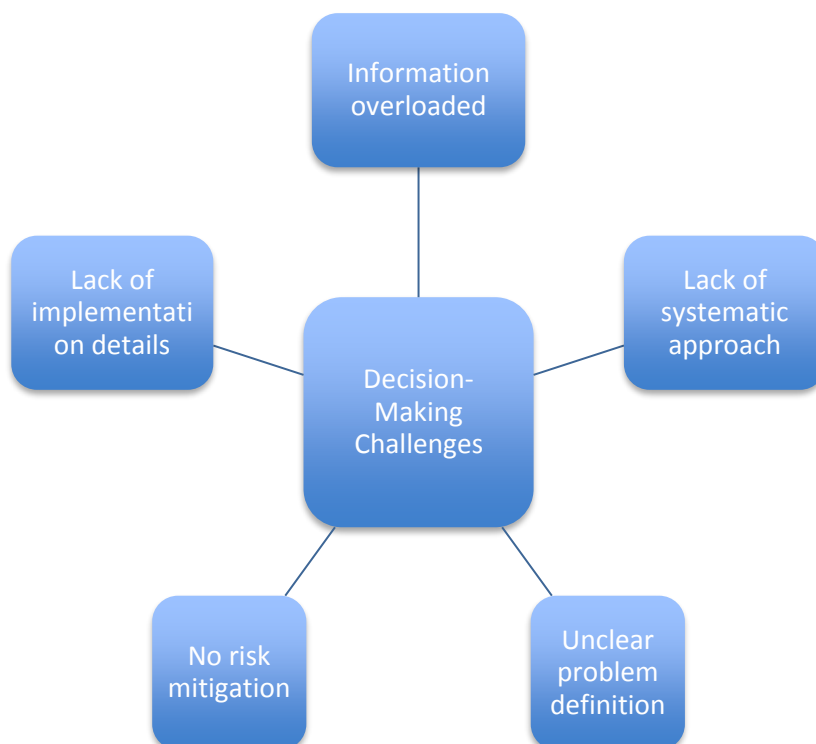 Information
overloaded
Lack of
implementati
on details
Lack of
systematic
approach
Decision-
Making
Challenges
No risk
mitigation
Unclear
problem
definition